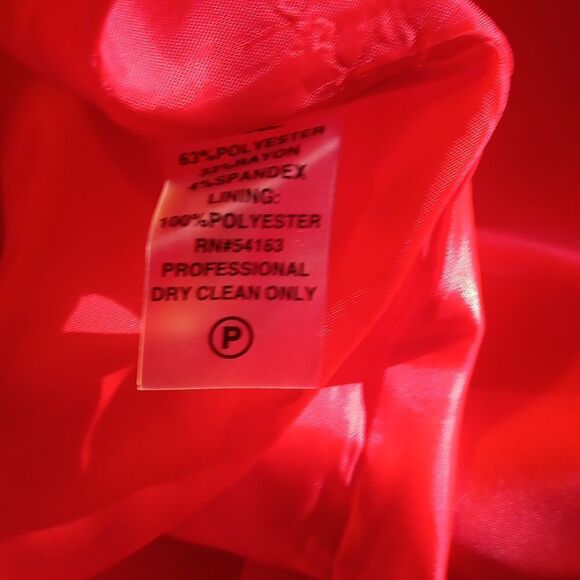 63%POLYESTER
33%RAYON
4%SPANDEX
LINING:
100%POLYESTER
RN#54163
PROFESSIONAL
DRY CLEAN ONLY
P